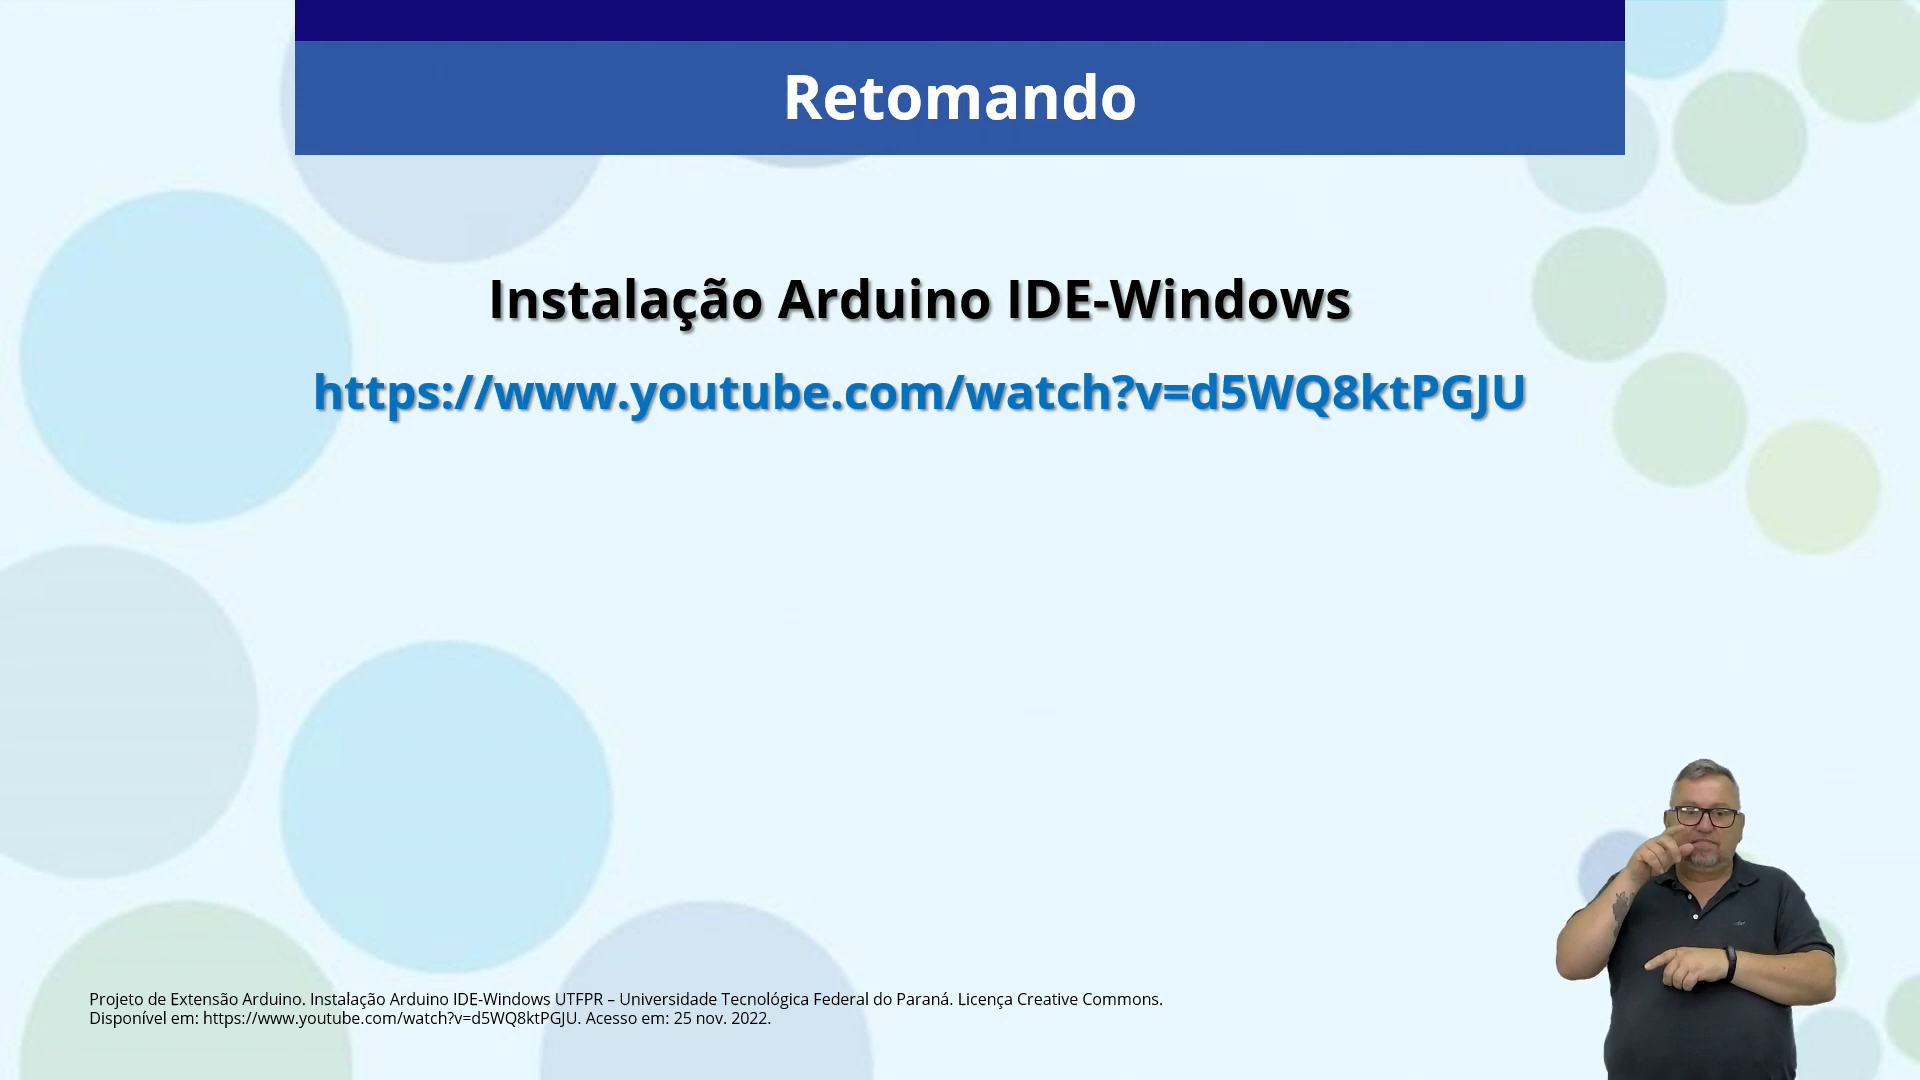 Retomando
Instalação Arduino IDE-Windows
https://www.youtube.com/watch?v=d5WQ8ktPGJU
Projeto de Extensão Arduino. Instalação Arduino IDE-Windows UTFPR – Universidade Tecnológica Federal do Paraná. Licença Creative Commons.
Disponível em: https://www.youtube.com/watch?v=d5WQ8ktPGJU. Acesso em: 25 nov. 2022.